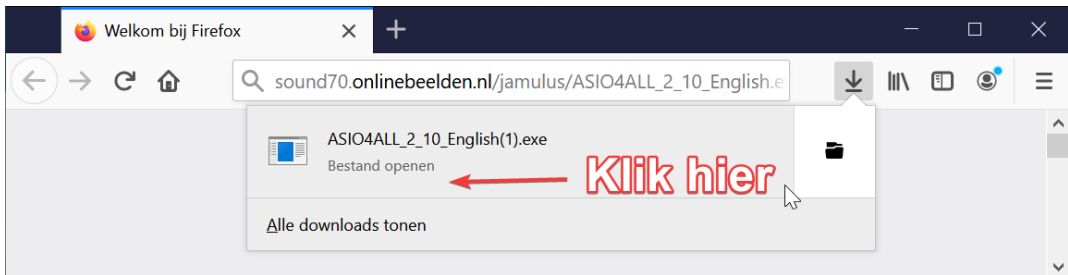 Welkom bij Firefox
sound70.onlinebeelden.nl/jamulus/ASIO4ALL_2_10_English.e
ASIO4ALL_2_10_English(1).exe
Bestand openen
Klik hier
Alle downloads tonen